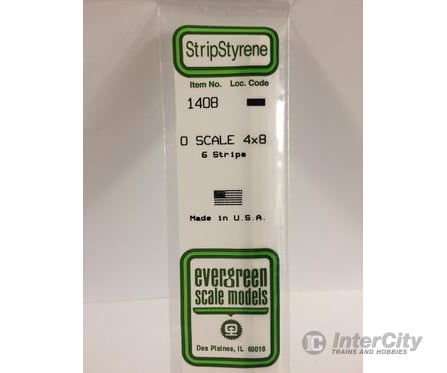 StripStyrene
Item No. Loc. Code
1408
O SCALE 4x8
6 Strips
Made in U.S.A.
evergreen
scale models
Des Plaines, IL 60018
InterCity
TRAINS AND HOBBIES